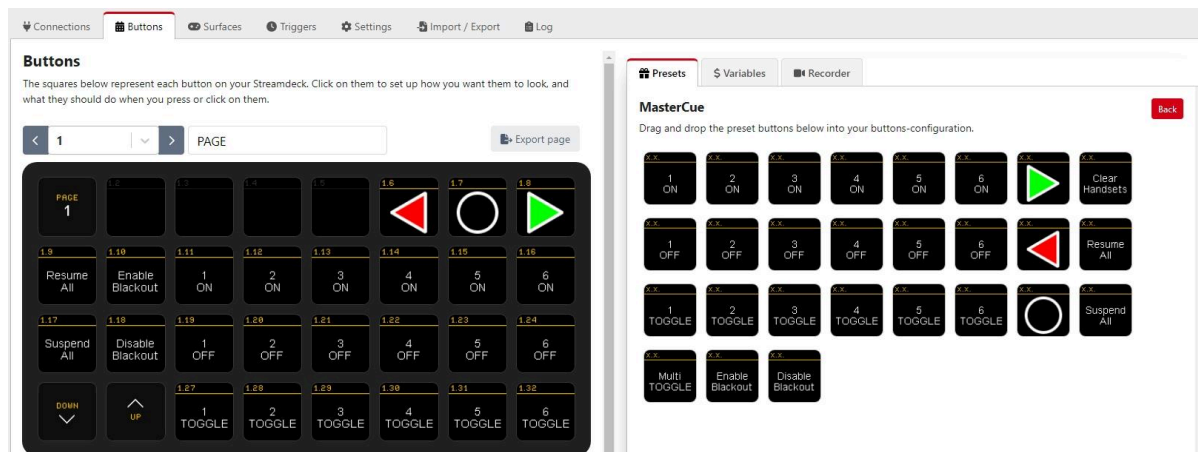 Connections Buttons Surfaces Triggers Settings Import / Export Log
Buttons
The squares below represent each button on your Streamdeck. Click on them to set up how you want them to look, and
what they should do when you press or click on them.
1 PAGE Export page
PAGE
1
1.2 1.3 1.4 1.5 1.6 1.7 1.8
1.9 1.10 1.11 1.12 1.13 1.14 1.15 1.16
Resume All
Enable Blackout
1 ON
2 ON
3 ON
4 ON
5 ON
6 ON
1.17 1.18 1.19 1.20 1.21 1.22 1.23 1.24
Suspend All
Disable Blackout
1 OFF
2 OFF
3 OFF
4 OFF
5 OFF
6 OFF
DOWN
UP
1.27 1.28 1.29 1.30 1.31 1.32
1 TOGGLE
2 TOGGLE
3 TOGGLE
4 TOGGLE
5 TOGGLE
6 TOGGLE
Presets $ Variables Recorder
MasterCue
Back
Drag and drop the preset buttons below into your buttons-configuration.
x.x. x.x. x.x. x.x. x.x. x.x. x.x. x.x.
1 ON
2 ON
3 ON
4 ON
5 ON
6 ON
Clear Handsets
x.x. x.x. x.x. x.x. x.x. x.x. x.x. x.x.
1 OFF
2 OFF
3 OFF
4 OFF
5 OFF
6 OFF
Resume All
x.x. x.x. x.x. x.x. x.x. x.x. x.x. x.x.
1 TOGGLE
2 TOGGLE
3 TOGGLE
4 TOGGLE
5 TOGGLE
6 TOGGLE
Suspend All
x.x. x.x. x.x.
Multi TOGGLE
Enable Blackout
Disable Blackout